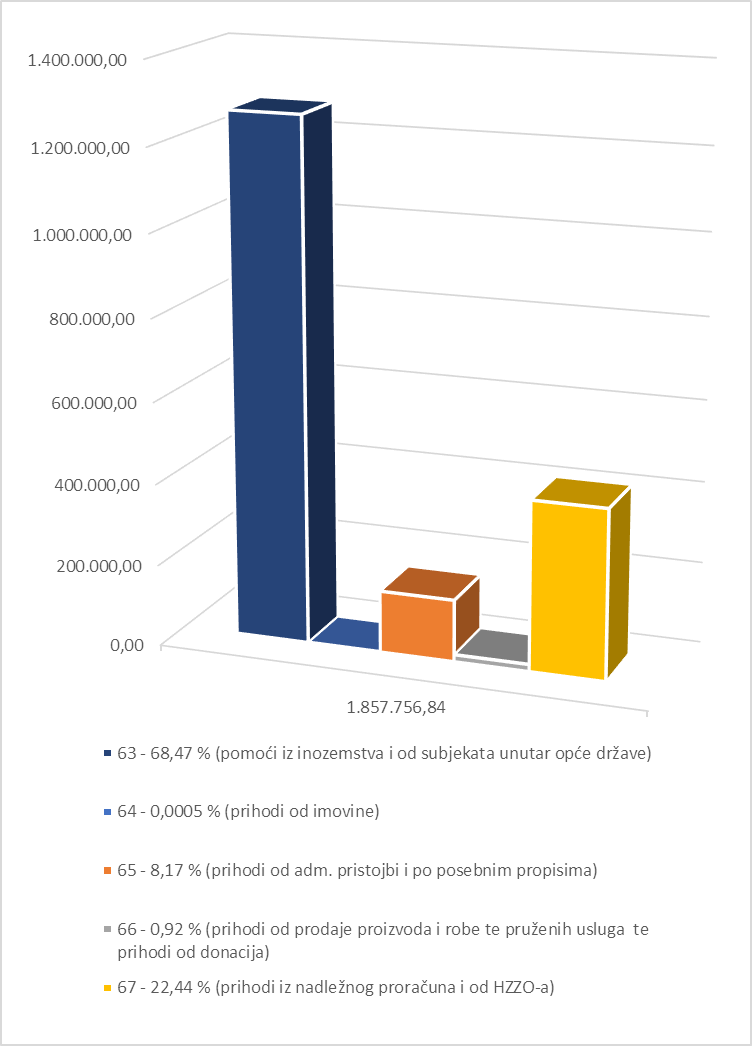 1.400.000,00
1.200.000,00
1.000.000,00
800.000,00
600.000,00
400.000,00
200.000,00
0,00
1.857.756,84
63 - 68,47 % (pomoći iz inozemstva i od subjekata unutar opće države)
64 - 0,0005 % (prihodi od imovine)
65 - 8,17 % (prihodi od adm. pristojbi i po posebnim propisima)
66 - 0,92 % (prihodi od prodaje proizvoda i robe te pruženih usluga  te
prihodi od donacija)
67 - 22,44 % (prihodi iz nadležnog proračuna i od HZZO-a)